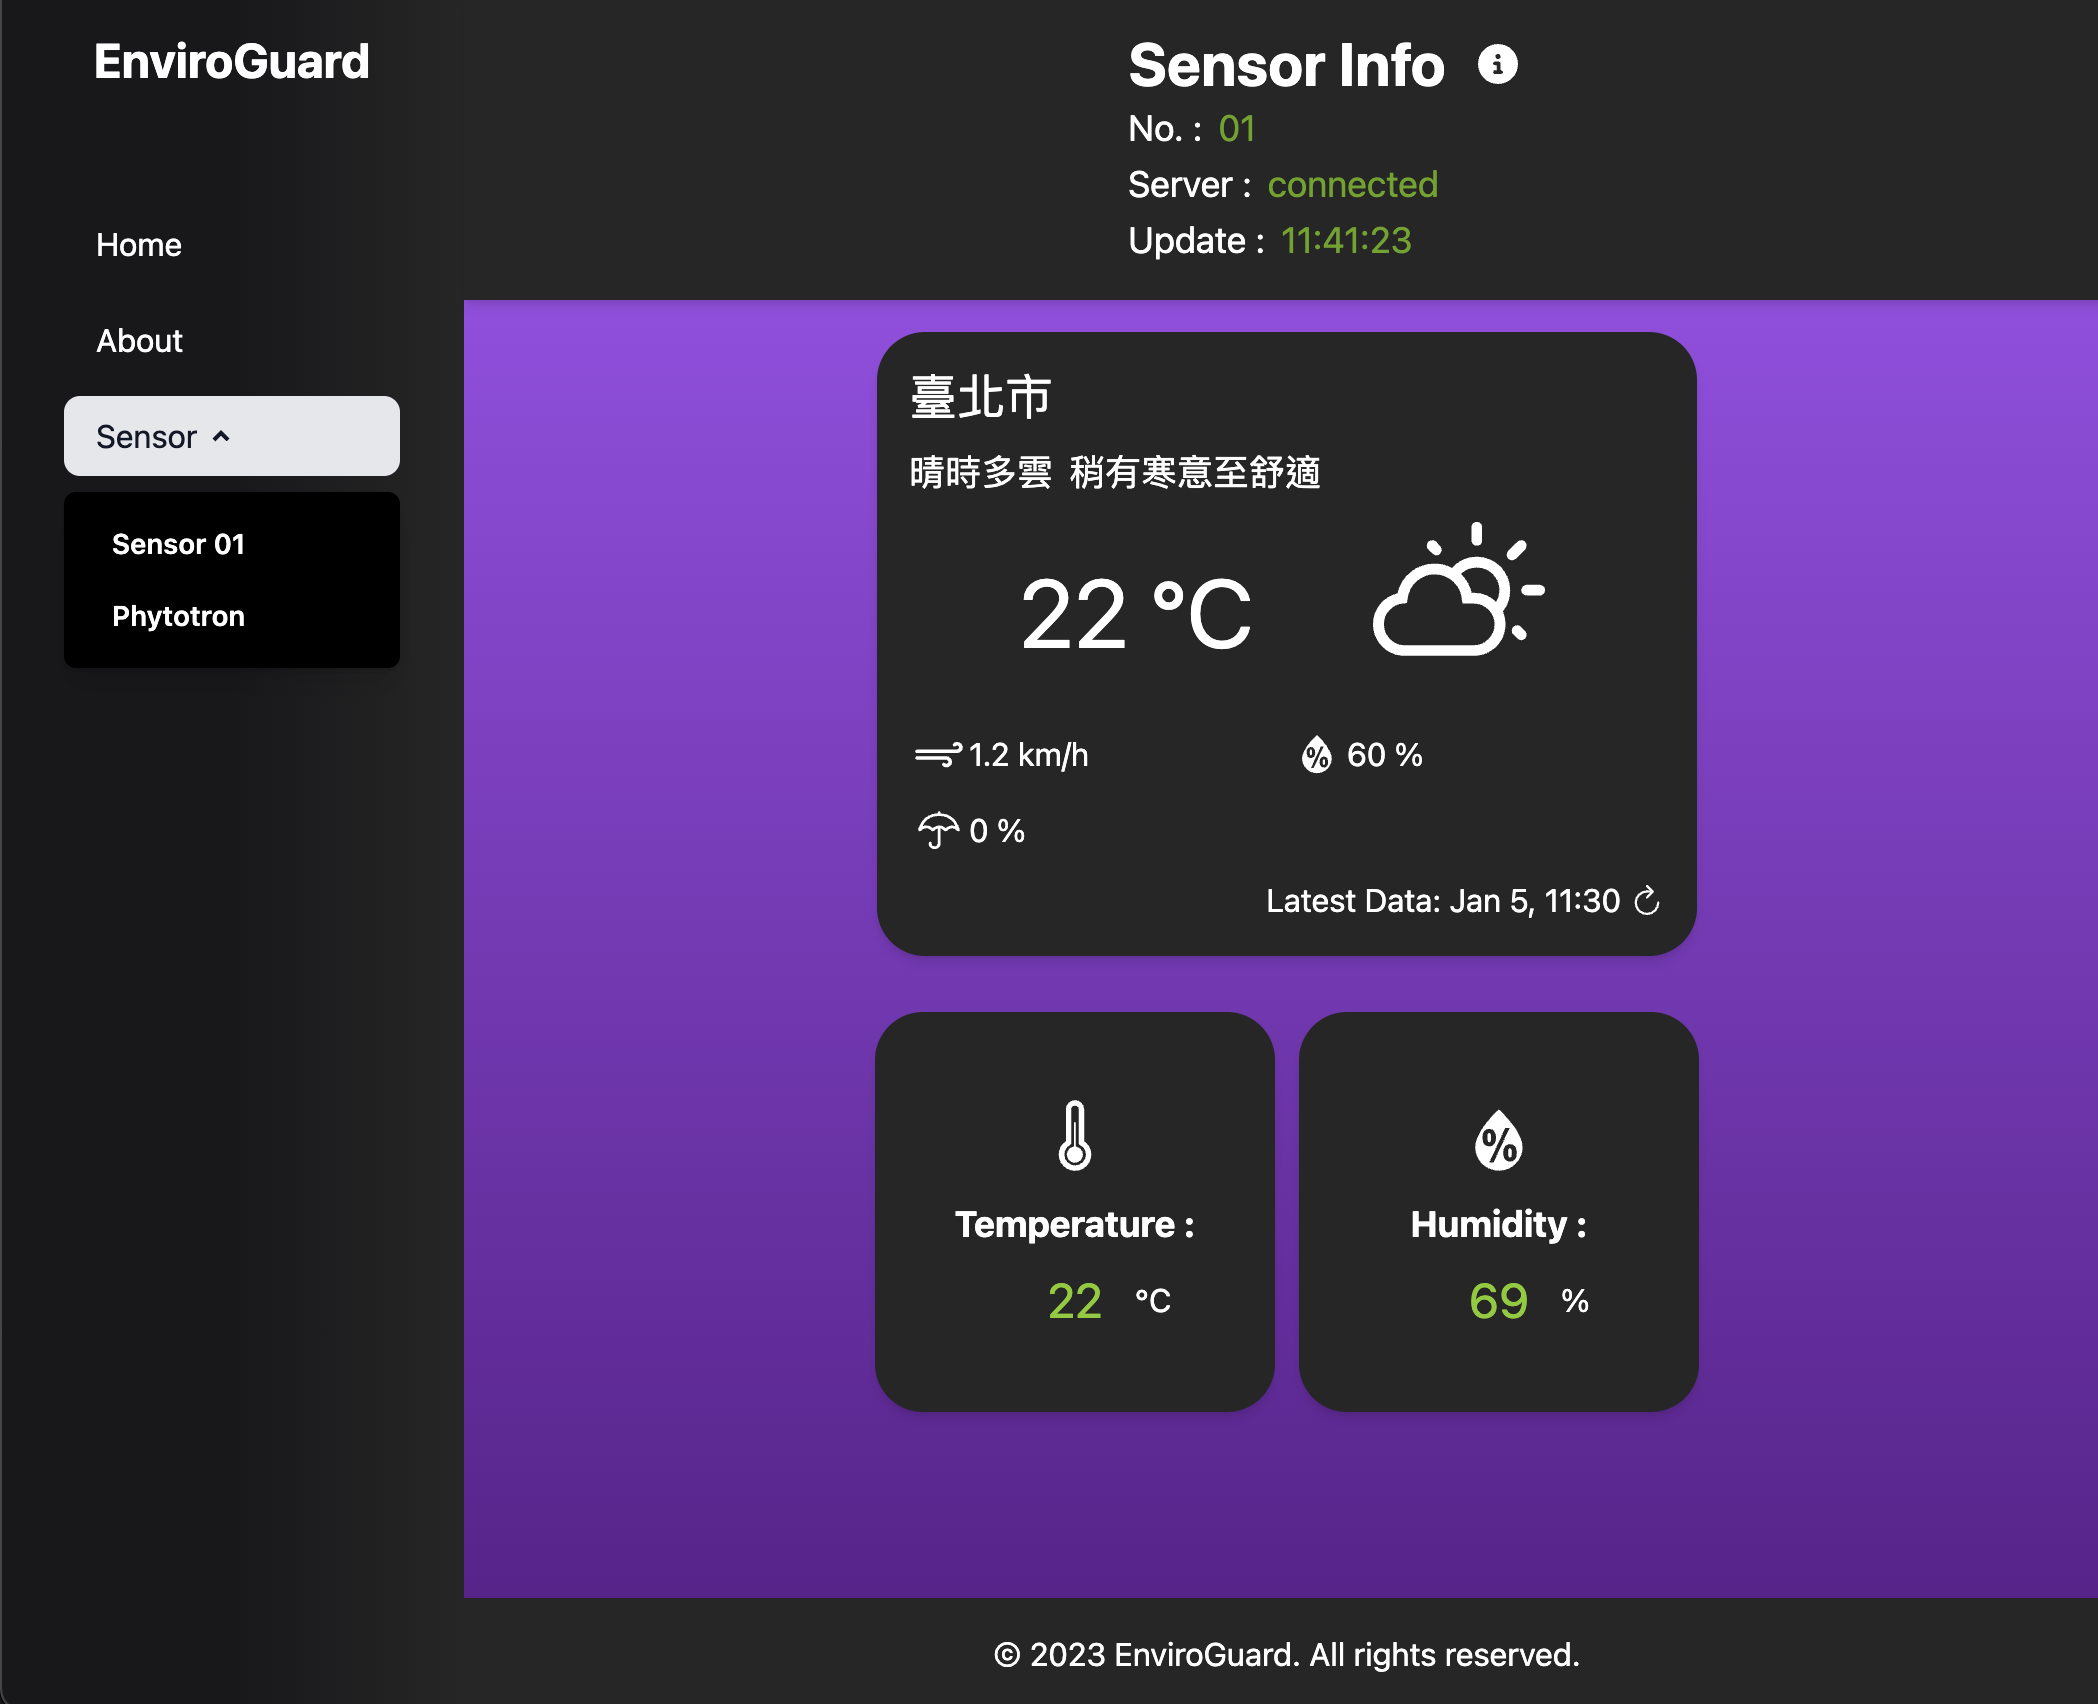 EnviroGuard
Home
About
Sensor
Sensor 01
Phytotron
Sensor Info
No. : 01
Server : connected
Update : 11:41:23
臺北市
晴時多雲 稍有寒意至舒適
22 °C
1.2 km/h
% 60 %
0 %
Latest Data: Jan 5, 11:30
Temperature :
22 °C
%
Humidity :
69 %
© 2023 EnviroGuard. All rights reserved.